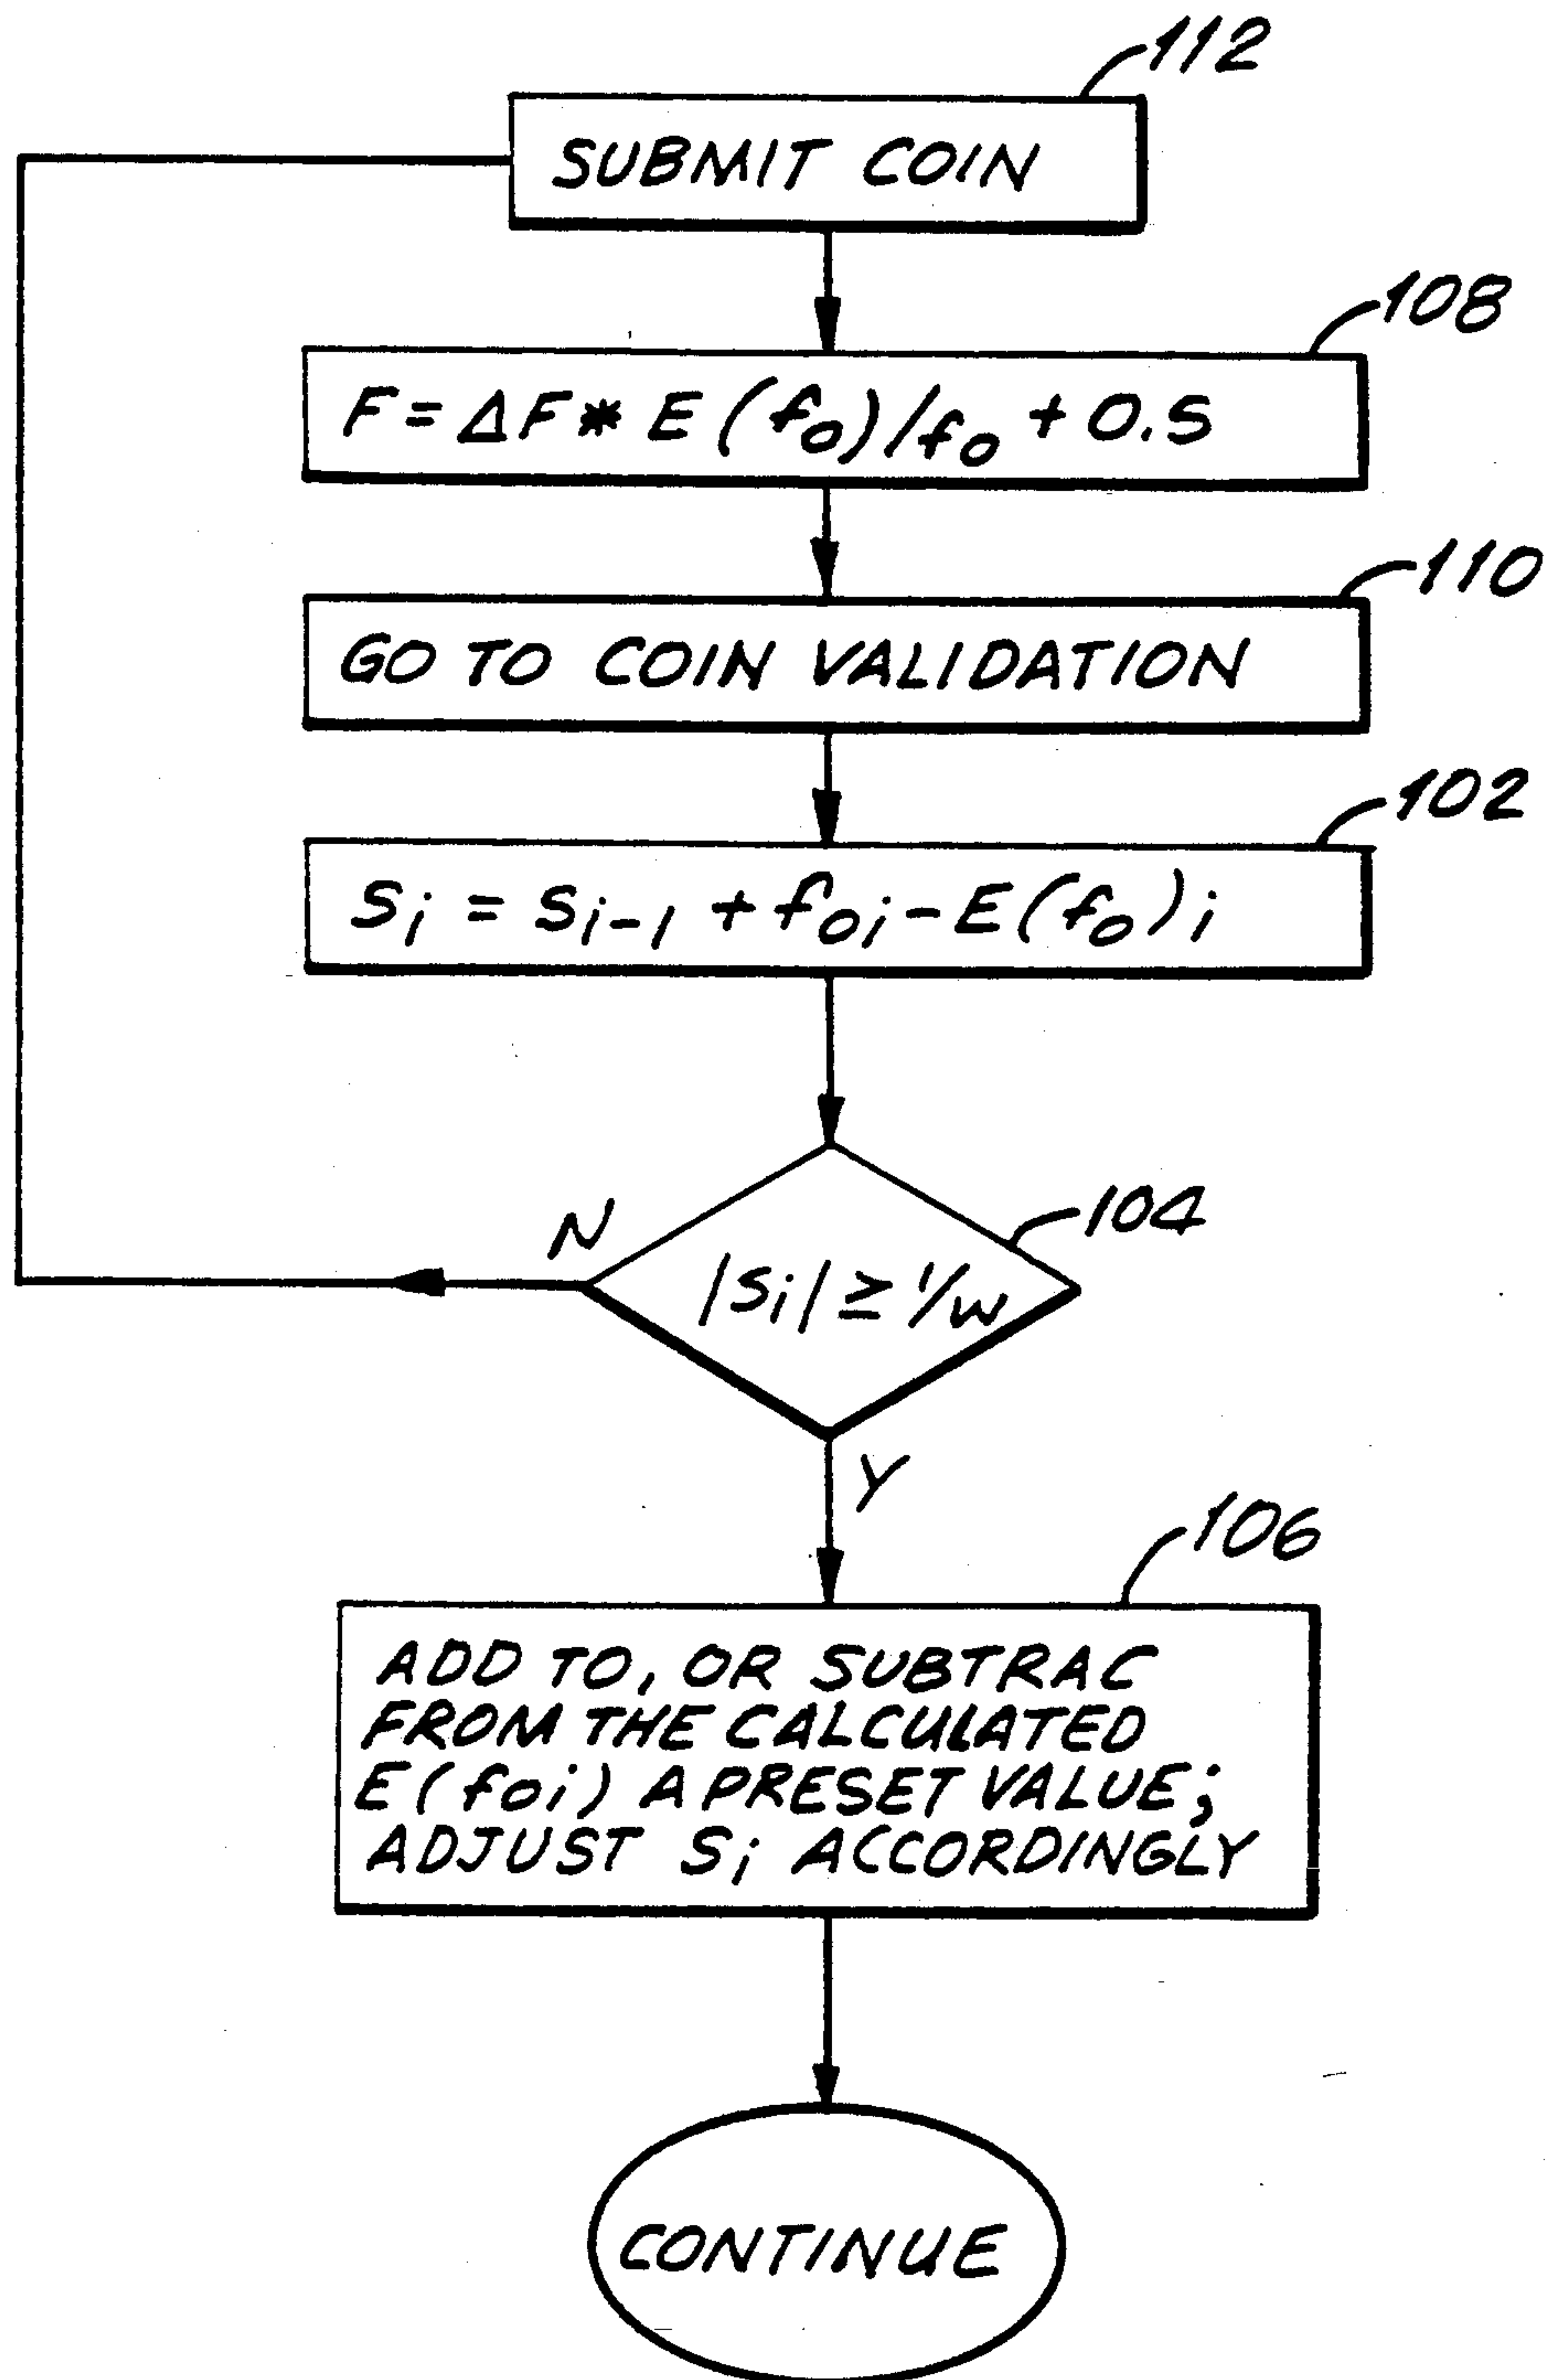 112
SUBMIT COIN
108
F = ΔF * E (f₀) / f₀ + 0.5
110
GO TO COIN VALIDATION
102
Sᵢ = Sᵢ₋₁ + f₀ᵢ - E(f₀)ᵢ
104
N
|Sᵢ| ≥ 1/w
Y
106
ADD TO, OR SUBTRAC
FROM THE CALCULATED
E(f₀ᵢ) A PRESET VALUE;
ADJUST Sᵢ ACCORDINGLY
CONTINUE